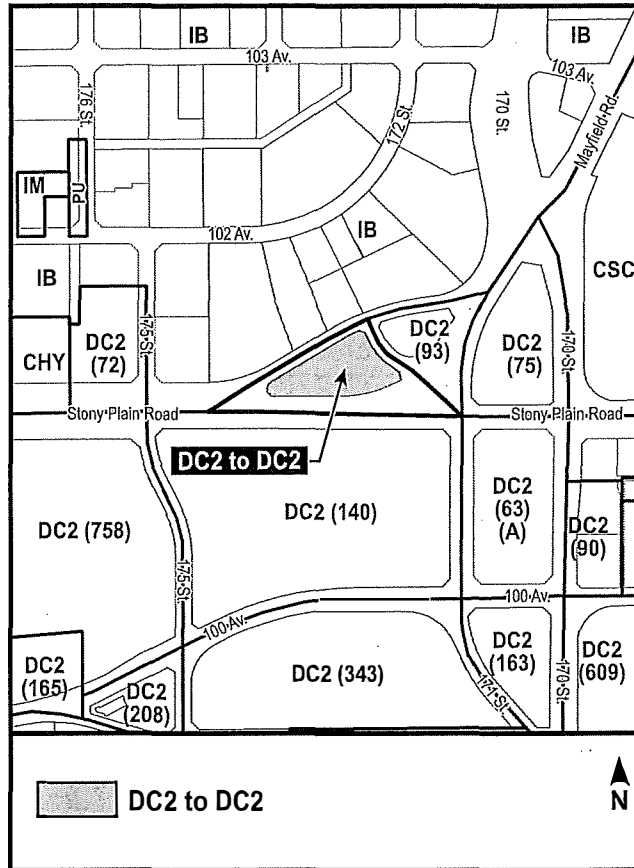 IB
IB
103 Av.
103 Av.
176 St.
172 St.
170 St.
Mayfield Rd.
IM
PU
102 Av.
IB
IB
CSC
DC2
(72)
175 St.
DC2
(93)
DC2
(75)
170 St.
CHY
Stony Plain Road
Stony Plain Road
DC2 to DC2
DC2 (758)
DC2 (140)
DC2
(63)
(A)
DC2
(90)
175 St.
100 Av.
100 Av.
DC2
(165)
DC2
(208)
DC2 (343)
DC2
(163)
DC2
(609)
171 St.
170 St.
DC2 to DC2
N